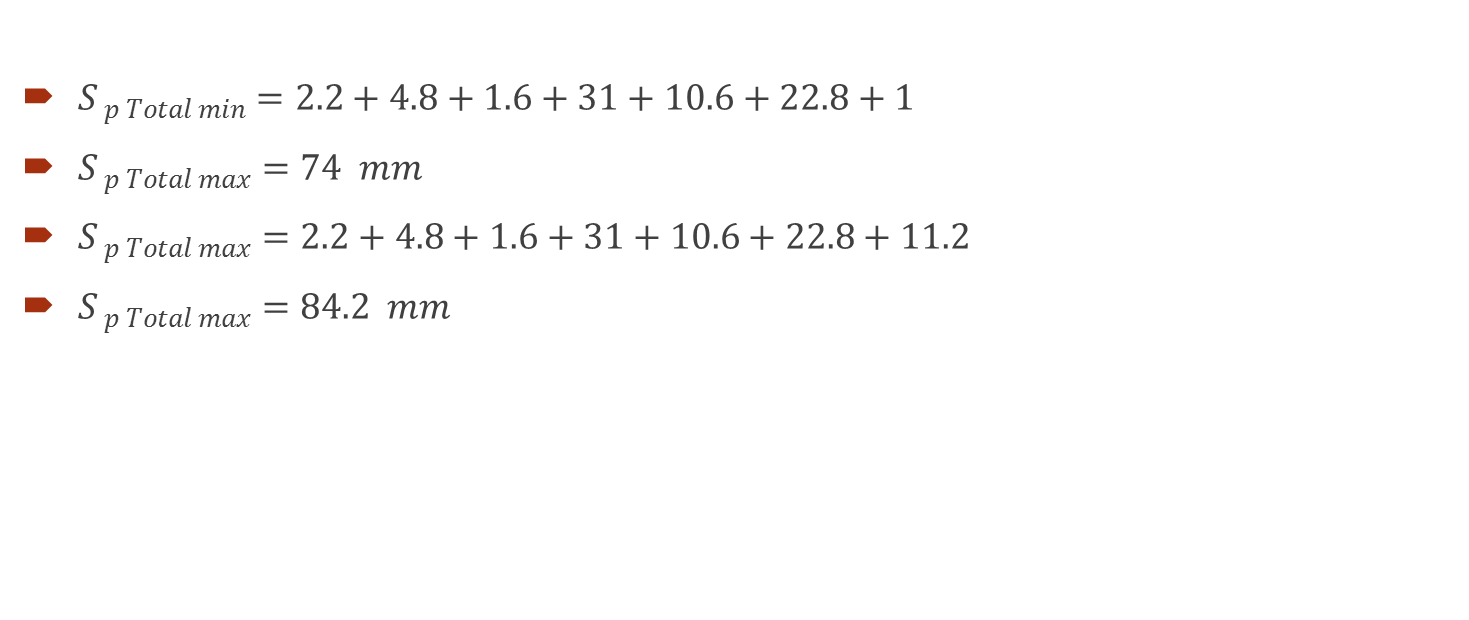 S p Total min = 2.2 + 4.8 + 1.6 + 31 + 10.6 + 22.8 + 1
S p Total max = 74 mm
S p Total max = 2.2 + 4.8 + 1.6 + 31 + 10.6 + 22.8 + 11.2
S p Total max = 84.2 mm